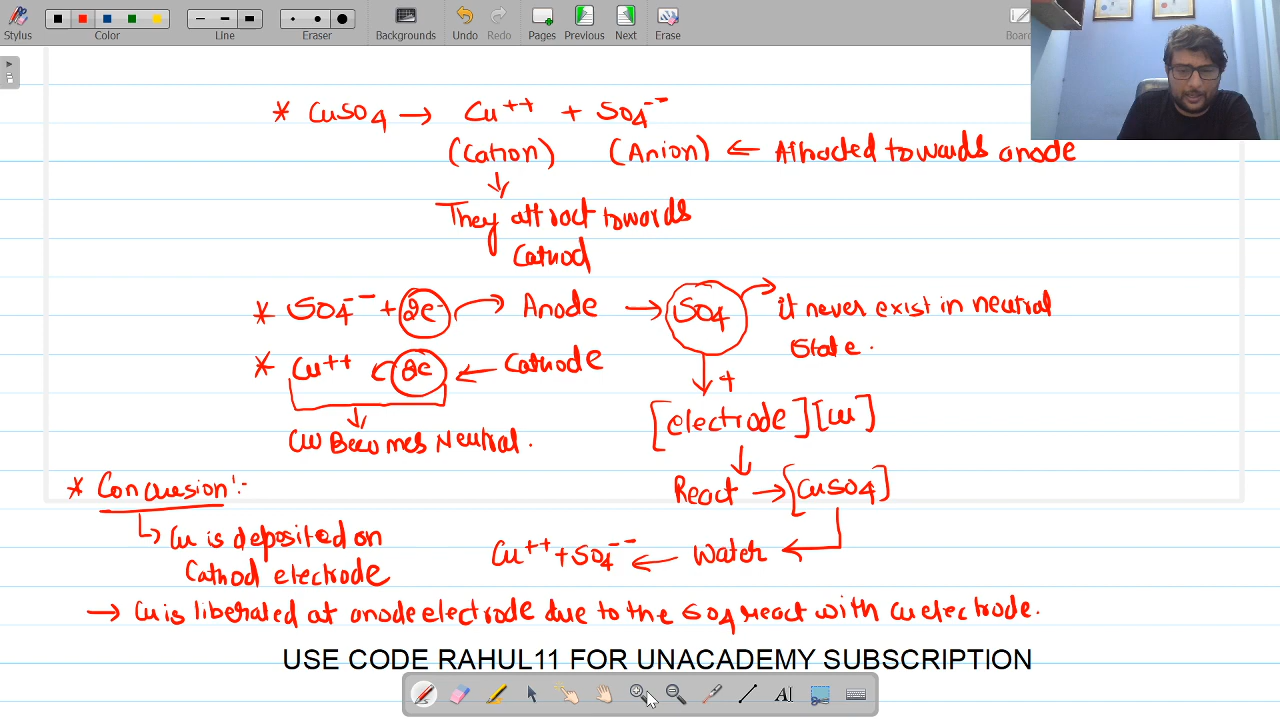 Stylus
Color
Line
Eraser
Backgrounds
Undo
Redo
Pages
Previous
Next
Erase
Board
* CuSO4 → Cu++ + SO4--
(Cation) (Anion) ← Attracted towards anode
↓
They attract towards
Cathod
* SO4-- + 2e- → Anode → SO4 → it never exist in neutral
State.
* Cu++ 2e ← Cathode
↓ +
[electrode] [Cu]
Cu Becomes Neutral.
↓
React → [CuSO4]
* Conclusion :-
Cu is deposited on
Cathod electrode
Cu++ + SO4-- ← Water ←
→ Cu is liberated at anode electrode due to the SO4 react with Cu electrode.
USE CODE RAHUL11 FOR UNACADEMY SUBSCRIPTION
AI